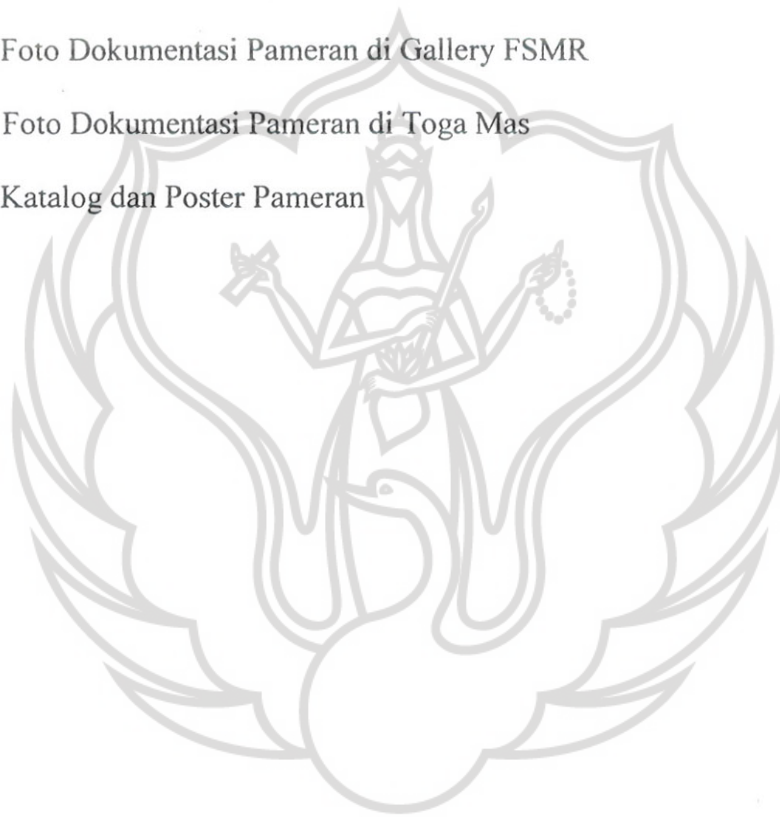 Foto Dokumentasi Pameran di Gallery FSMR
Foto Dokumentasi Pameran di Toga Mas
Katalog dan Poster Pameran